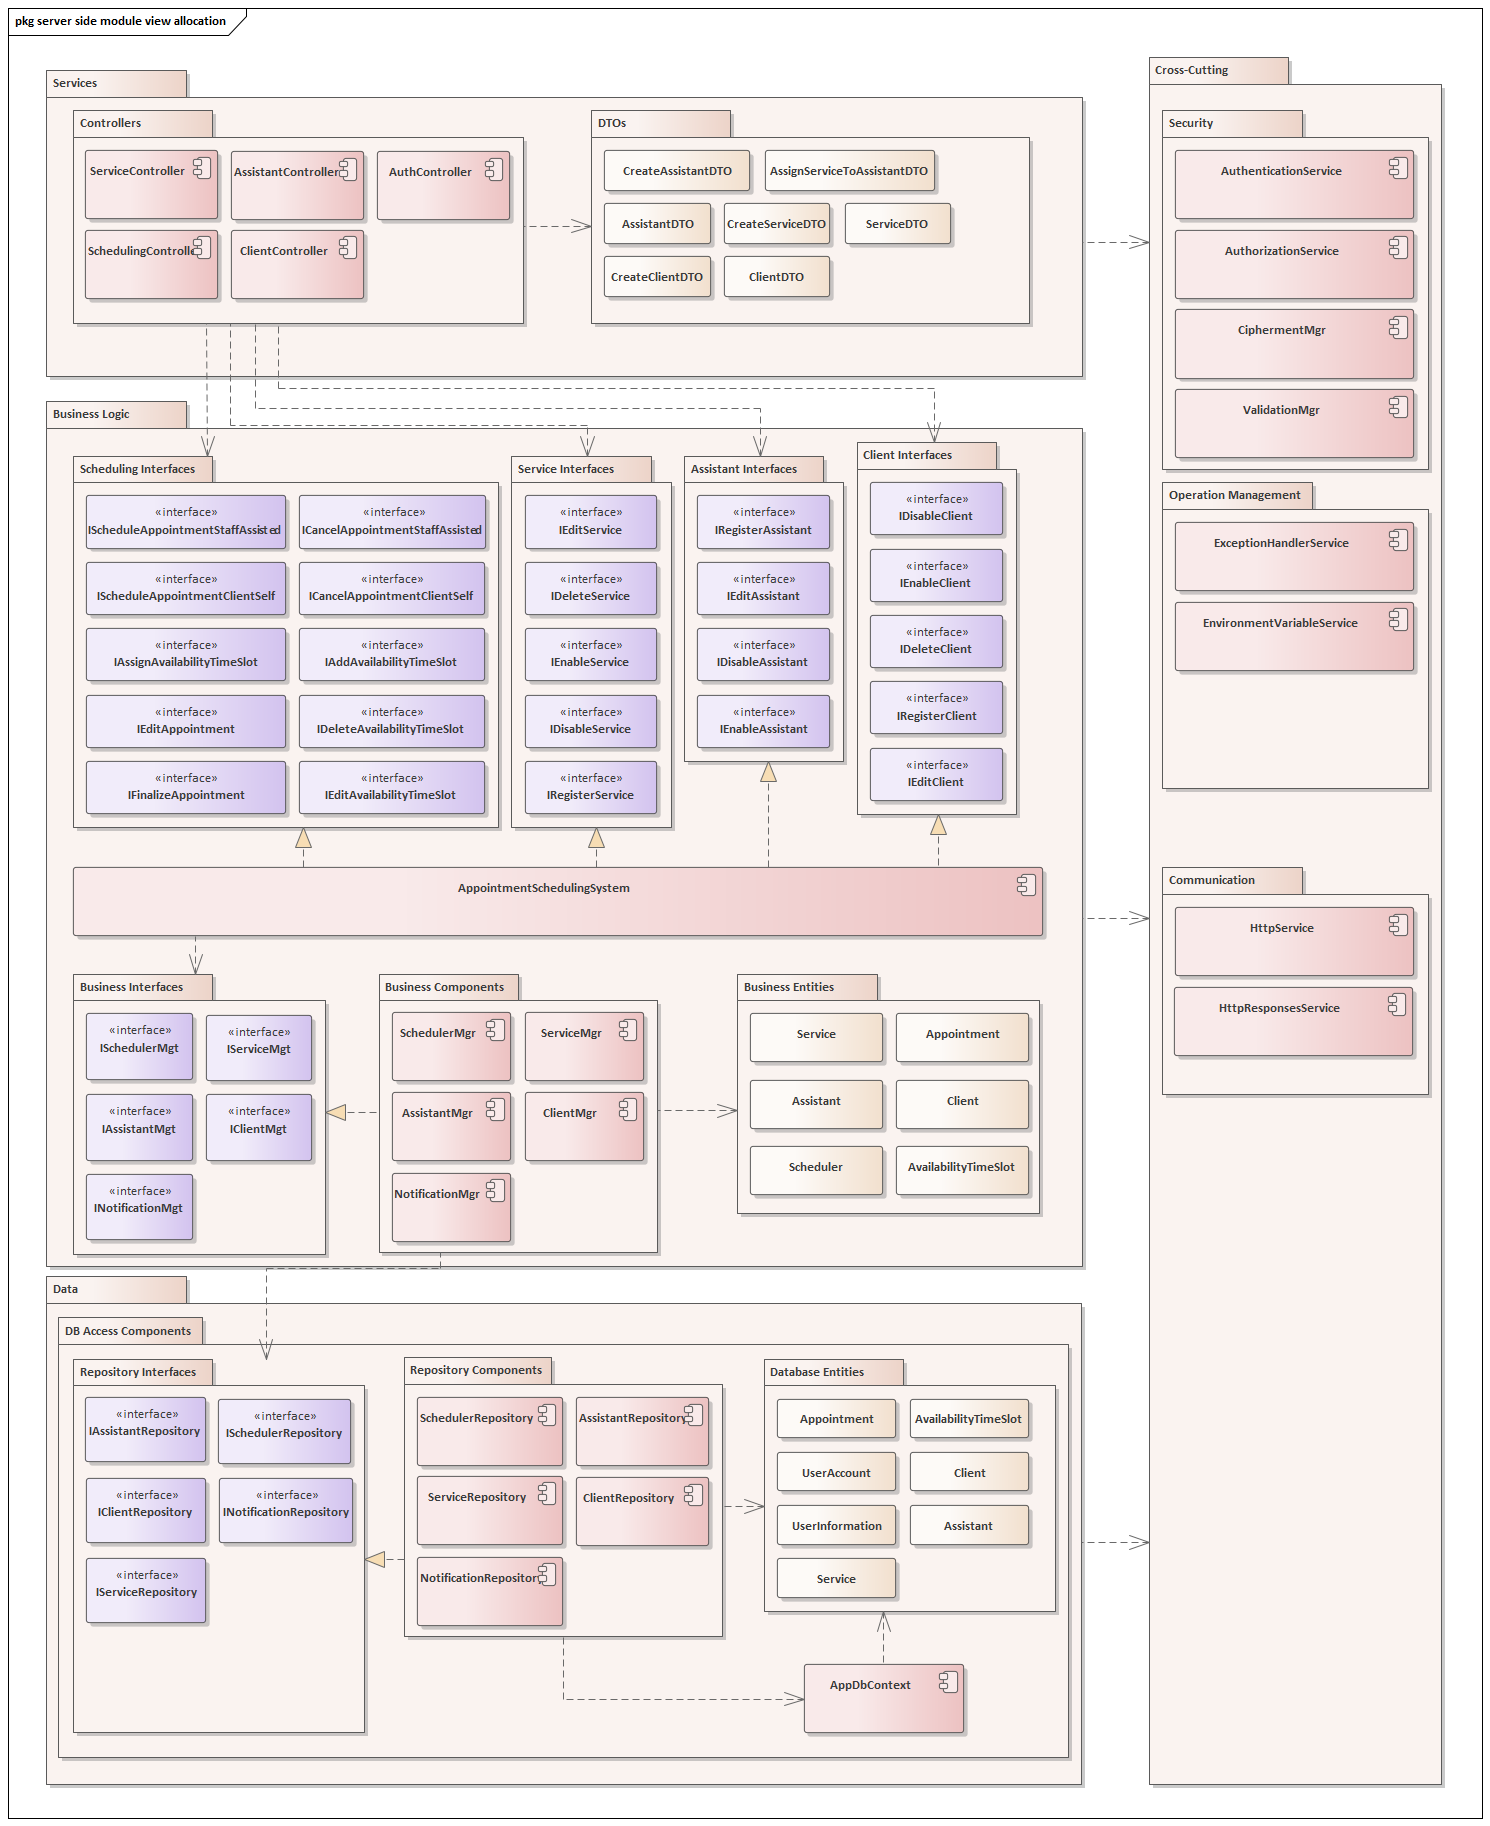 pkg server side module view allocation
Services
Controllers
ServiceController
AssistantController
AuthController
SchedulingControlle
ClientController
DTOs
CreateAssistantDTO
AssignServiceToAssistantDTO
AssistantDTO
CreateServiceDTO
ServiceDTO
CreateClientDTO
ClientDTO
Cross-Cutting
Security
AuthenticationService
AuthorizationService
CiphermentMgr
ValidationMgr
Operation Management
ExceptionHandlerService
EnvironmentVariableService
Communication
HttpService
HttpResponsesService
Business Logic
Scheduling Interfaces
«interface»
IScheduleAppointmentStaffAssisted
«interface»
ICancelAppointmentStaffAssisted
«interface»
IScheduleAppointmentClientSelf
«interface»
ICancelAppointmentClientSelf
«interface»
IAssignAvailabilityTimeSlot
«interface»
IAddAvailabilityTimeSlot
«interface»
IEditAppointment
«interface»
IDeleteAvailabilityTimeSlot
«interface»
IFinalizeAppointment
«interface»
IEditAvailabilityTimeSlot
Service Interfaces
«interface»
IEditService
«interface»
IDeleteService
«interface»
IEnableService
«interface»
IDisableService
«interface»
IRegisterService
Assistant Interfaces
«interface»
IRegisterAssistant
«interface»
IEditAssistant
«interface»
IDisableAssistant
«interface»
IEnableAssistant
Client Interfaces
«interface»
IDisableClient
«interface»
IEnableClient
«interface»
IDeleteClient
«interface»
IRegisterClient
«interface»
IEditClient
AppointmentSchedulingSystem
Business Interfaces
«interface»
ISchedulerMgt
«interface»
IServiceMgt
«interface»
IAssistantMgt
«interface»
IClientMgt
«interface»
INotificationMgt
Business Components
SchedulerMgr
ServiceMgr
AssistantMgr
ClientMgr
NotificationMgr
Business Entities
Service
Appointment
Assistant
Client
Scheduler
AvailabilityTimeSlot
Data
DB Access Components
Repository Interfaces
«interface»
IAssistantRepository
«interface»
ISchedulerRepository
«interface»
IClientRepository
«interface»
INotificationRepository
«interface»
IServiceRepository
Repository Components
SchedulerRepository
AssistantRepository
ServiceRepository
ClientRepository
NotificationRepository
Database Entities
Appointment
AvailabilityTimeSlot
UserAccount
Client
UserInformation
Assistant
Service
AppDbContext